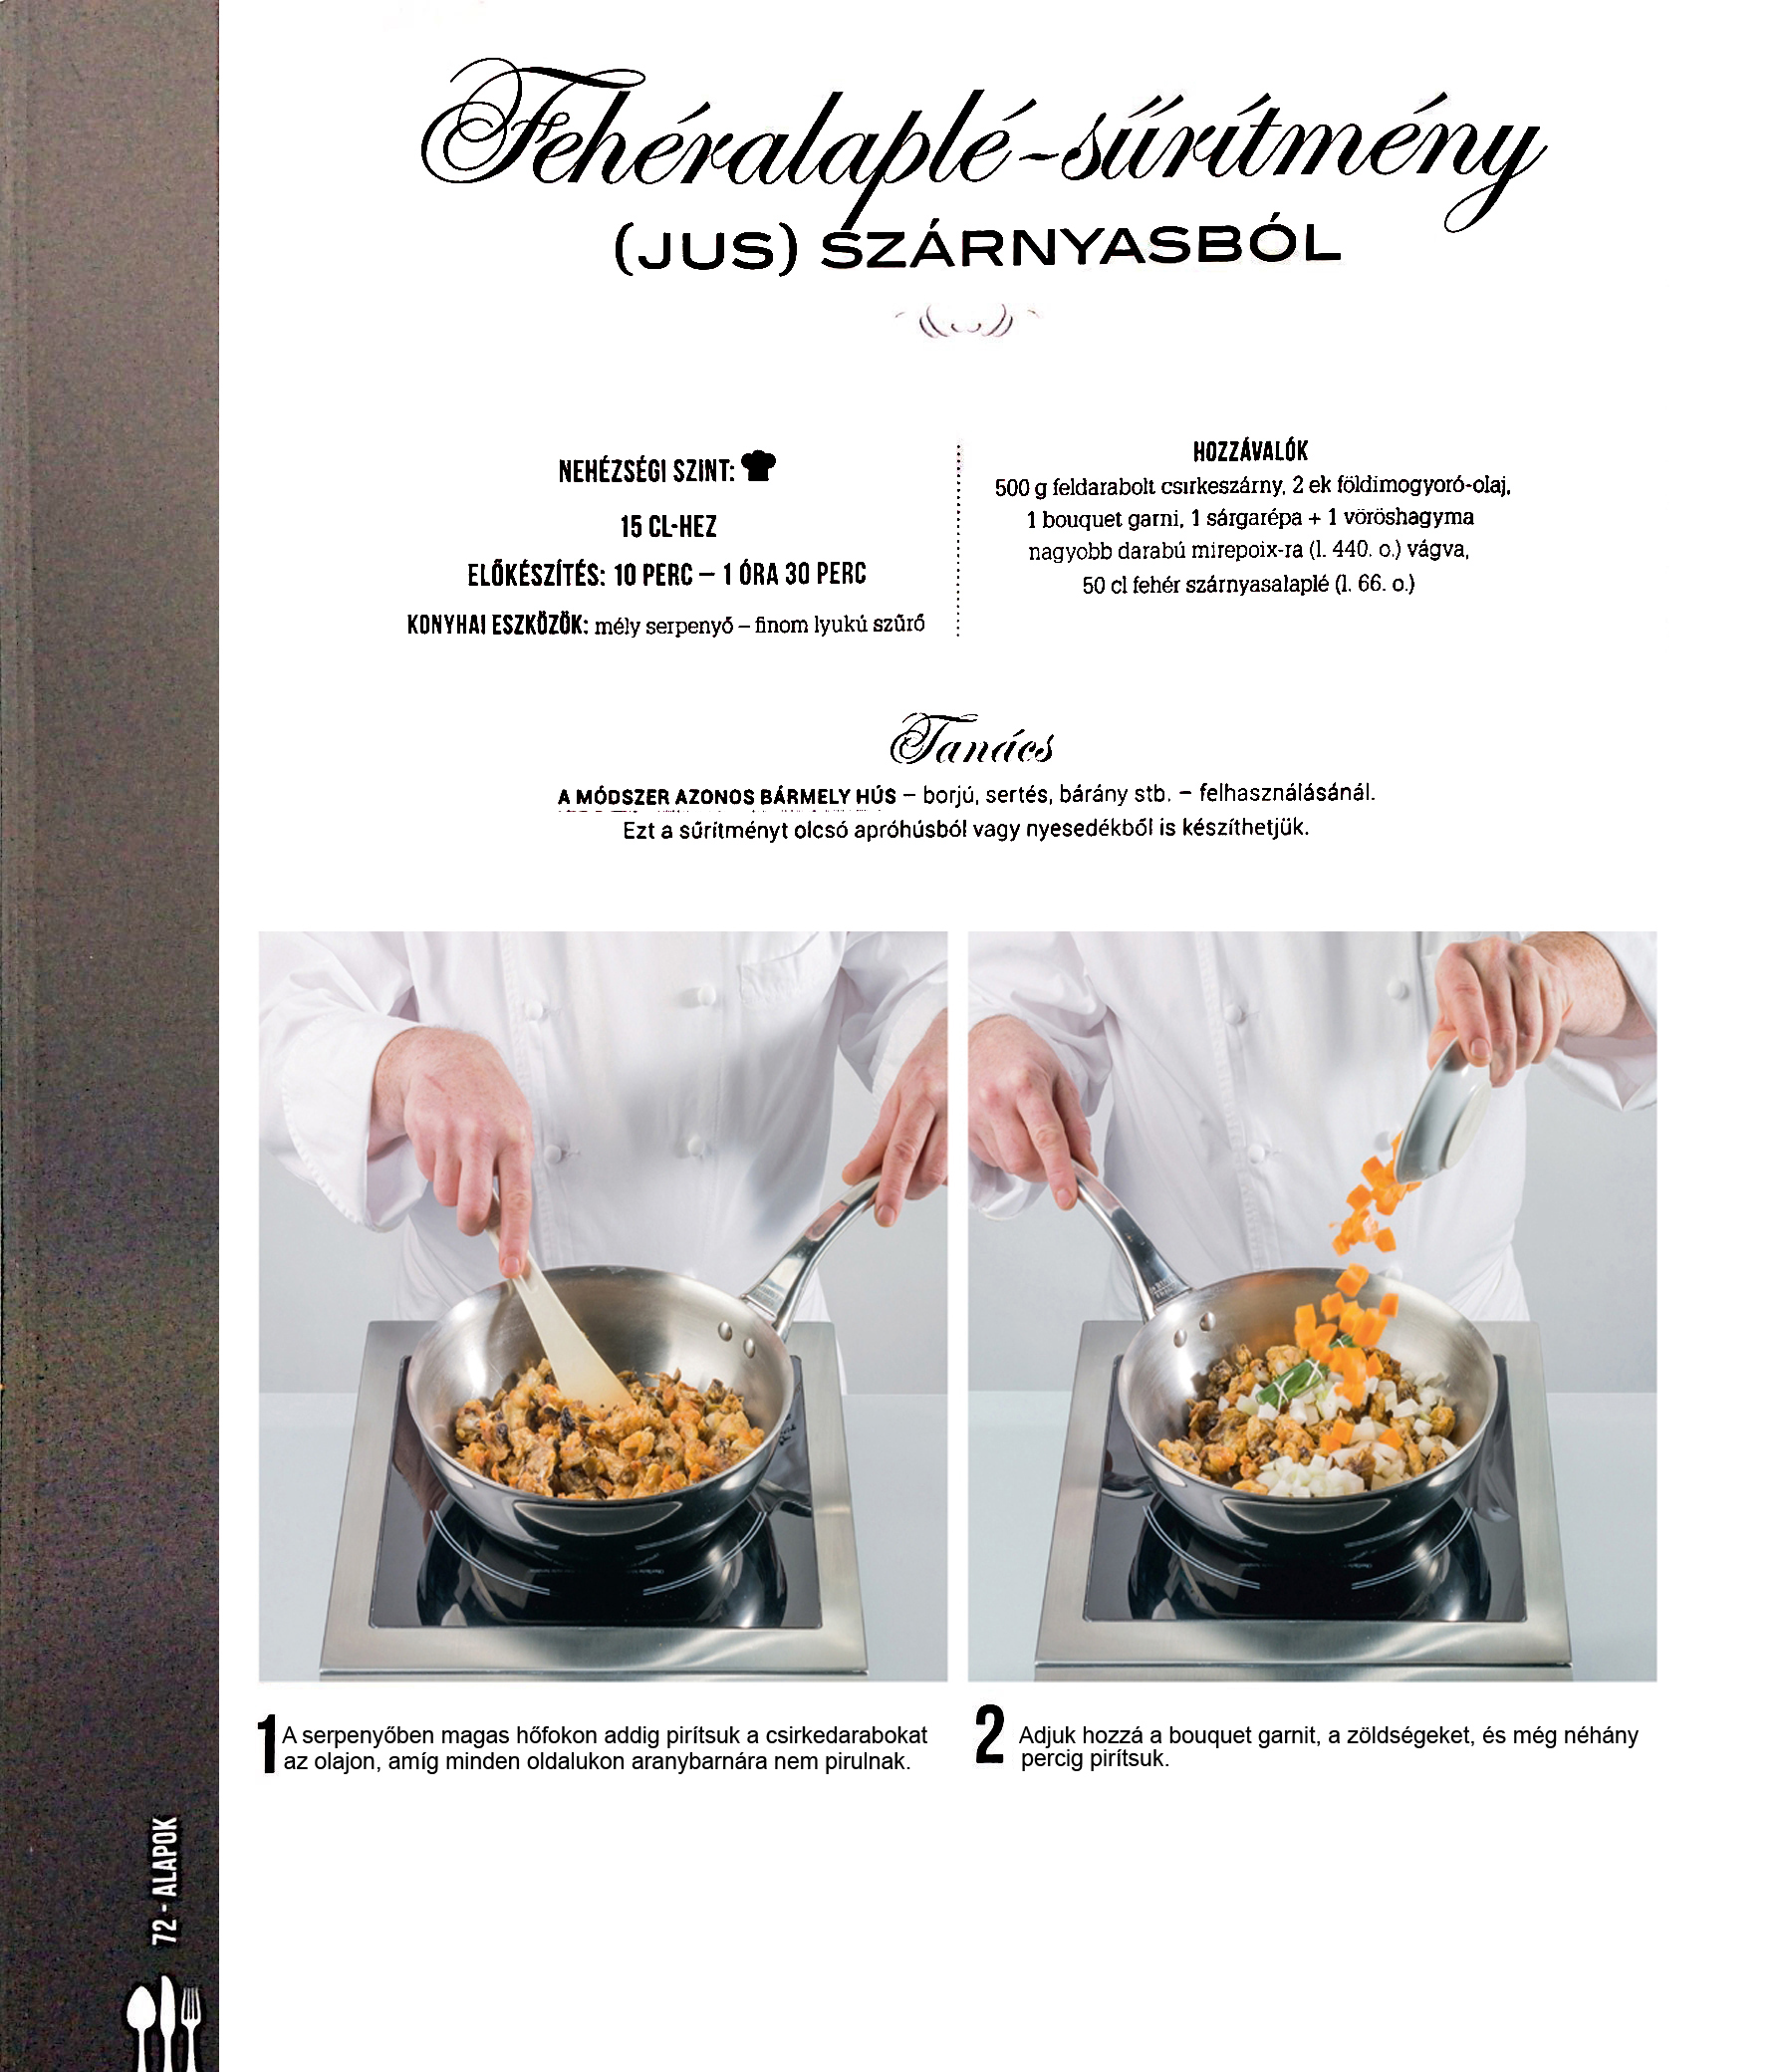 Fehéralaplé-sűrítmény
(JUS) SZÁRNYASBÓL
NEHÉZSÉGI SZINT:
15 CL-HEZ
ELŐKÉSZÍTÉS: 10 PERC – 1 ÓRA 30 PERC
KONYHAI ESZKÖZÖK: mély serpenyő – finom lyukú szűrő
HOZZÁVALÓK
500 g feldarabolt csirkeszárny, 2 ek földimogyoró-olaj,
1 bouquet garni, 1 sárgarépa + 1 vöröshagyma
nagyobb darabú mirepoix-ra (l. 440. o.) vágva,
50 cl fehér szárnyasalaplé (l. 66. o.)
Tanács
A MÓDSZER AZONOS BÁRMELY HÚS – borjú, sertés, bárány stb. – felhasználásánál.
Ezt a sűrítményt olcsó apróhúsból vagy nyesedékből is készíthetjük.
1 A serpenyőben magas hőfokon addig pirítsuk a csirkedarabokat
az olajon, amíg minden oldalukon aranybarnára nem pirulnak.
2 Adjuk hozzá a bouquet garnit, a zöldségeket, és még néhány
percig pirítsuk.
72 - ALAPOK